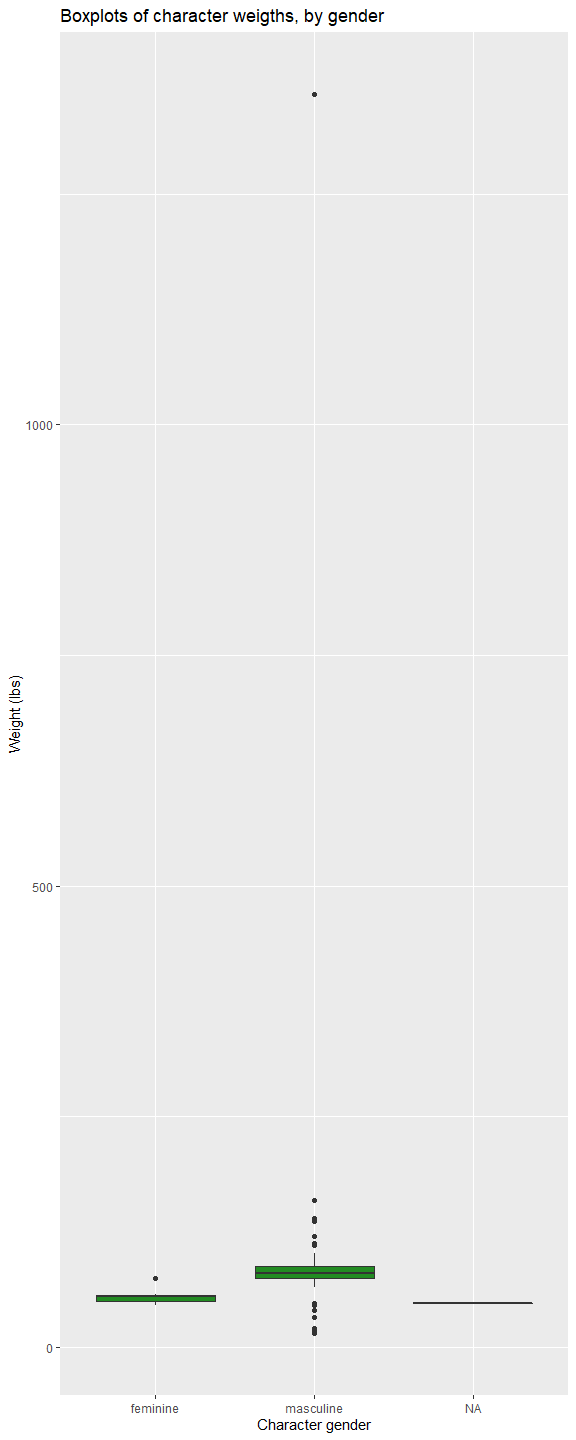 Boxplots of character weigths, by gender
1000
500
0
Weight (lbs)
feminine masculine NA
Character gender